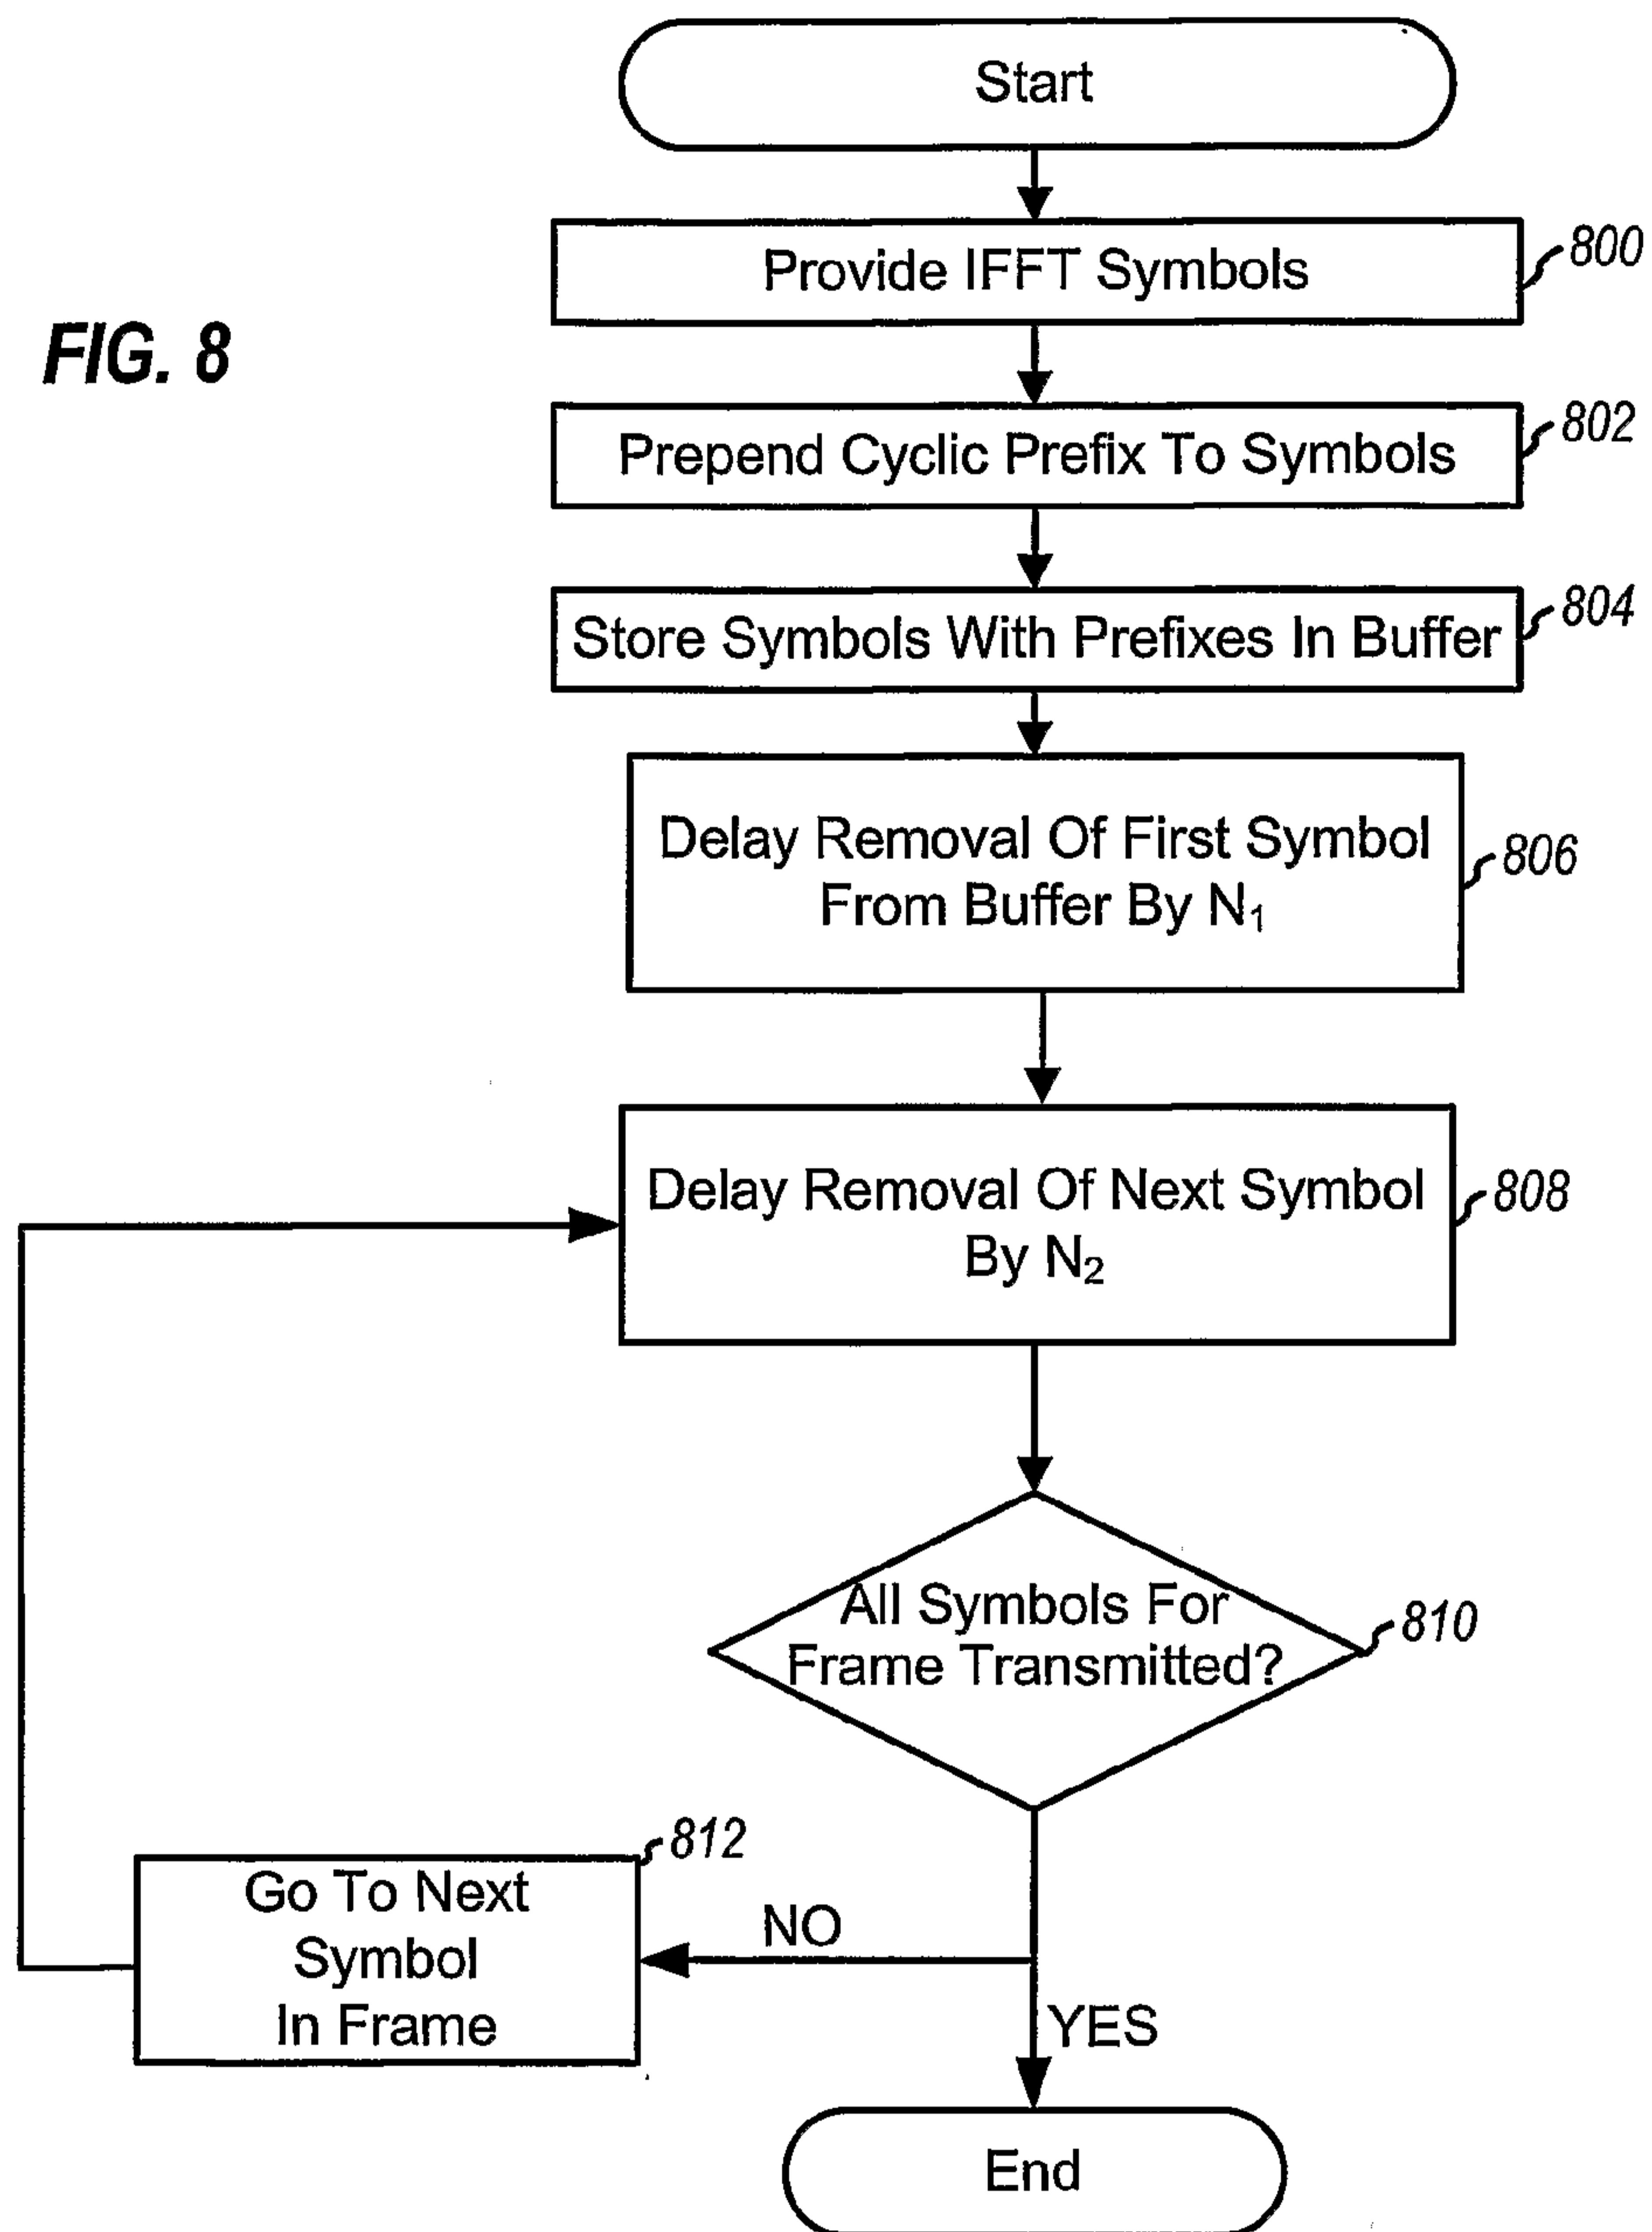 Start
Provide IFFT Symbols
800
FIG. 8
Prepend Cyclic Prefix To Symbols
802
Store Symbols With Prefixes In Buffer
804
Delay Removal Of First Symbol
From Buffer By N₁
806
Delay Removal Of Next Symbol
By N₂
808
All Symbols For
Frame Transmitted?
810
812
Go To Next
Symbol
In Frame
NO
YES
End